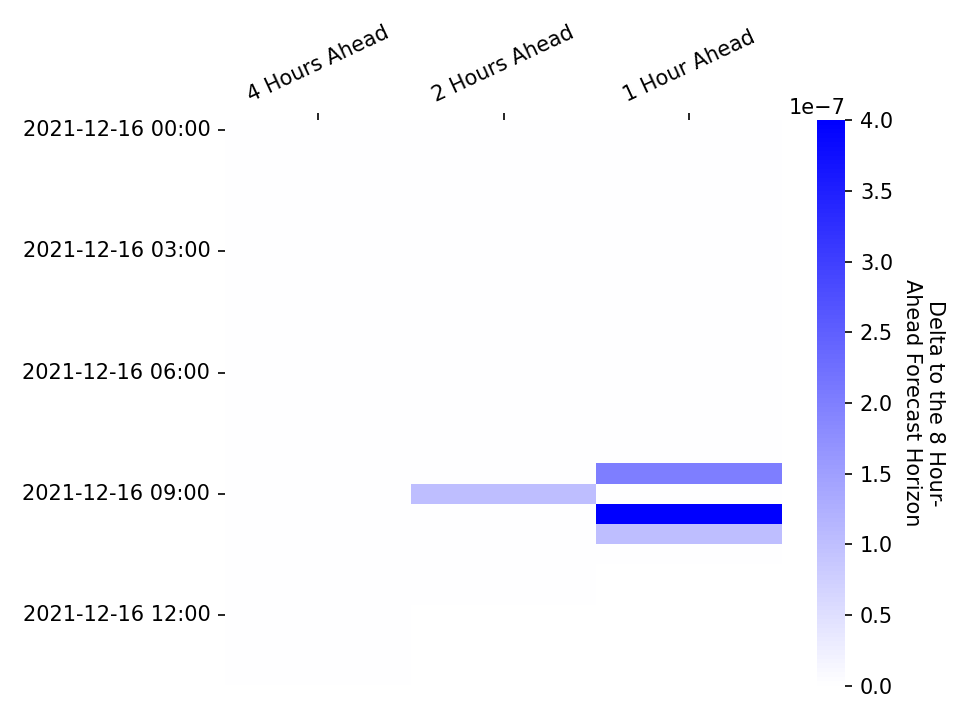 4 Hours Ahead
2 Hours Ahead
1 Hour Ahead
1e−7
2021-12-16 00:00
2021-12-16 03:00
2021-12-16 06:00
2021-12-16 09:00
2021-12-16 12:00
4.0
3.5
3.0
2.5
2.0
1.5
1.0
0.5
0.0
Delta to the 8 Hour-
Ahead Forecast Horizon